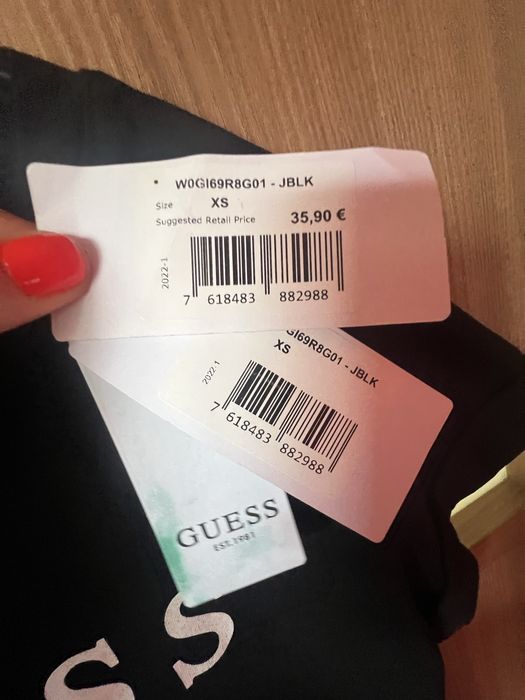 W0GI69R8G01 - JBLK
Size XS
Suggested Retail Price 35,90 €
2022-1
7 618483 882988
GI69R8G01 - JBLK
XS
2022-1
7 618483 882988
GUESS
EST.1981
SS